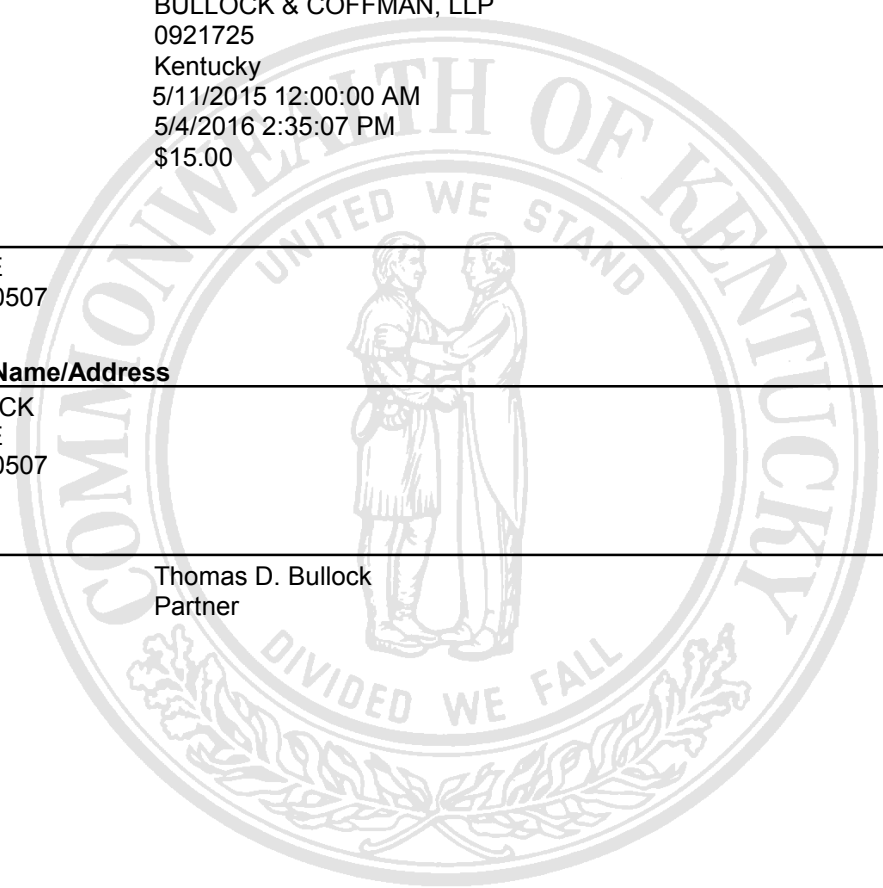 BULLOCK & COFFMAN, LLP
0921725
Kentucky
5/11/2015 12:00:00 AM
5/4/2016 2:35:07 PM
$15.00
E
0507
Name/Address
CK
E
0507
Thomas D. Bullock
Partner
COMMONWEALTH OF KENTUCKY
UNITED WE STAND
DIVIDED WE FALL